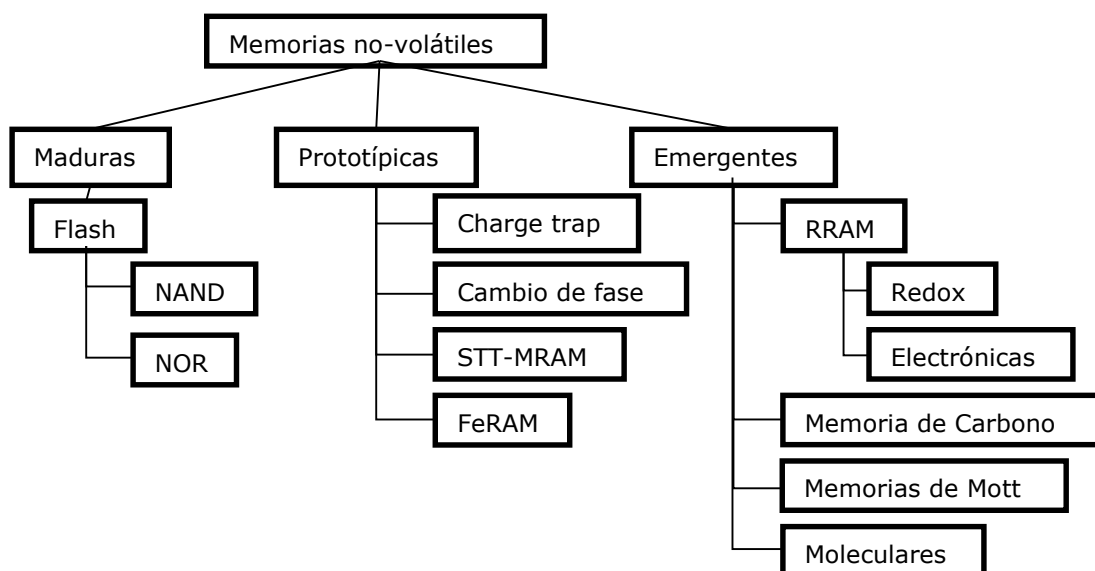 Memorias no-volátiles
Maduras
Prototípicas
Emergentes
Flash
NAND
NOR
Charge trap
Cambio de fase
STT-MRAM
FeRAM
RRAM
Redox
Electrónicas
Memoria de Carbono
Memorias de Mott
Moleculares